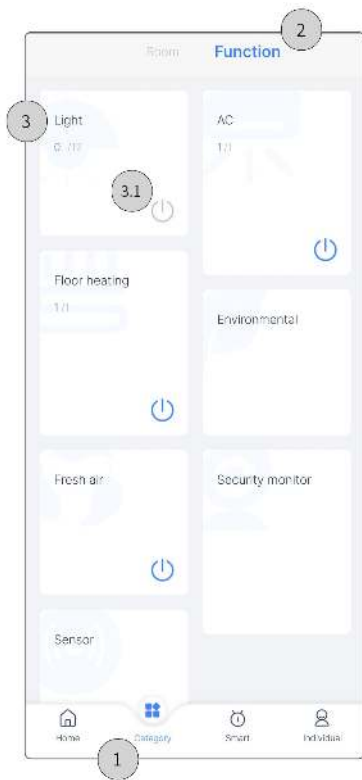 2
Room Function
3
Light
0 /12
3.1
AC
1/1
Floor heating
1/1
Environmental
Fresh air
Security monitor
Sensor
Home
Category
Smart
Individual
1